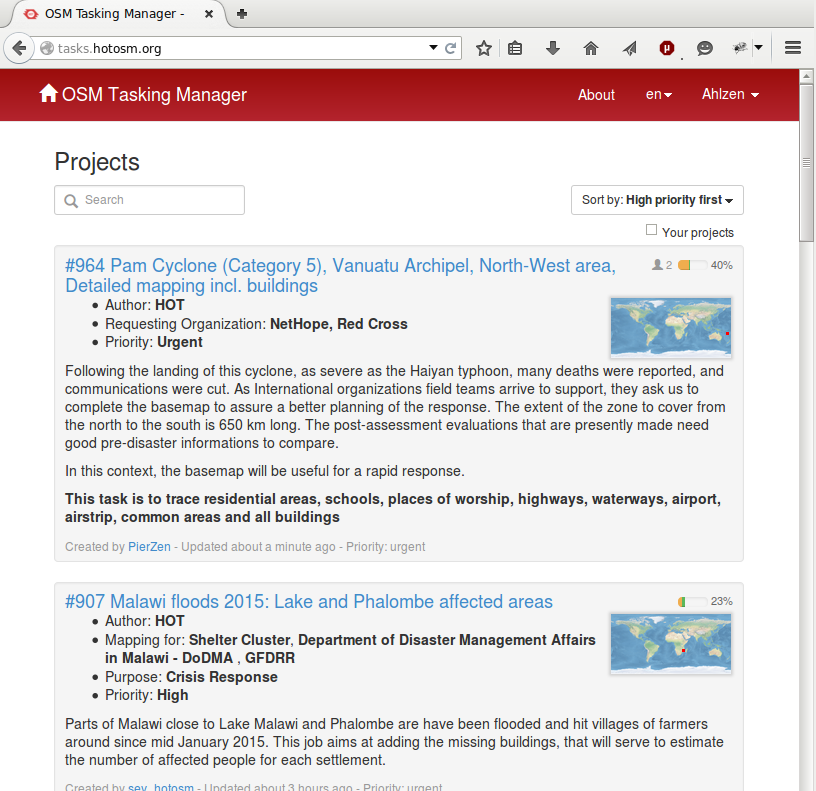 OSM Tasking Manager -
tasks.hotosm.org
OSM Tasking Manager
About
en
Ahlzen
Projects
Search
Sort by: High priority first
Your projects
#964 Pam Cyclone (Category 5), Vanuatu Archipel, North-West area,
Detailed mapping incl. buildings
2
40%
Author: HOT
Requesting Organization: NetHope, Red Cross
Priority: Urgent
Following the landing of this cyclone, as severe as the Haiyan typhoon, many deaths were reported, and
communications were cut. As International organizations field teams arrive to support, they ask us to
complete the basemap to assure a better planning of the response. The extent of the zone to cover from
the north to the south is 650 km long. The post-assessment evaluations that are presently made need
good pre-disaster informations to compare.
In this context, the basemap will be useful for a rapid response.
This task is to trace residential areas, schools, places of worship, highways, waterways, airport,
airstrip, common areas and all buildings
Created by PierZen - Updated about a minute ago - Priority: urgent
#907 Malawi floods 2015: Lake and Phalombe affected areas
23%
Author: HOT
Mapping for: Shelter Cluster, Department of Disaster Management Affairs
in Malawi - DoDMA , GFDRR
Purpose: Crisis Response
Priority: High
Parts of Malawi close to Lake Malawi and Phalombe are have been flooded and hit villages of farmers
around since mid January 2015. This job aims at adding the missing buildings, that will serve to estimate
the number of affected people for each settlement.
Created by sev_hotosm - Updated about 3 hours ago - Priority: urgent